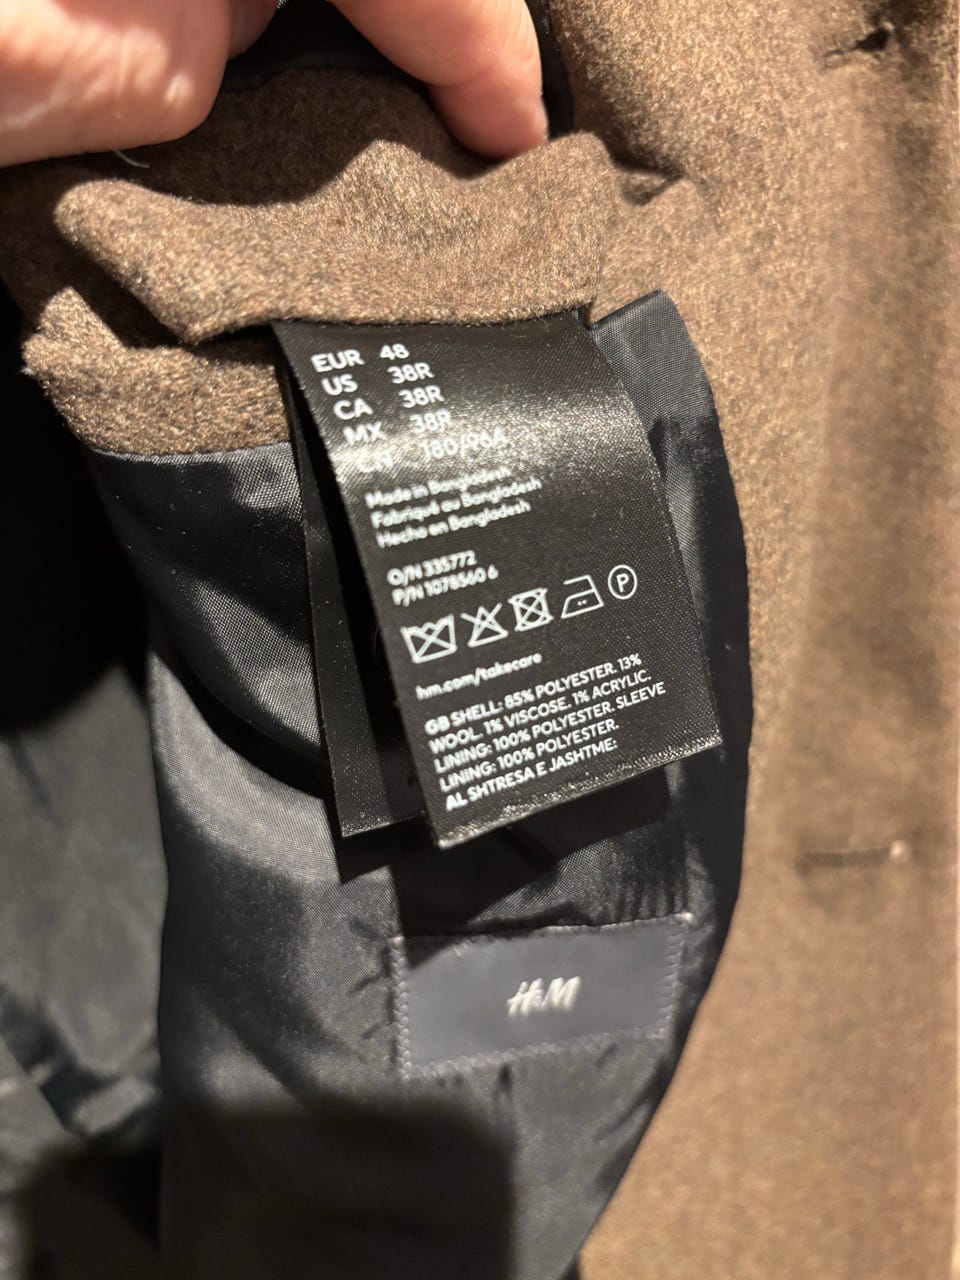 EUR 48
US 38R
CA 38R
MX 38R
CN 180/96A
Made in Bangladesh
Fabriqué au Bangladesh
Hecho en Bangladesh
O/N 335772
P/N 1078560 6
P
hm.com/takecare
GB SHELL: 85% POLYESTER. 13%
WOOL. 1% VISCOSE. 1% ACRYLIC.
LINING: 100% POLYESTER. SLEEVE
LINING: 100% POLYESTER.
AL SHTRESA E JASHTME:
H&M